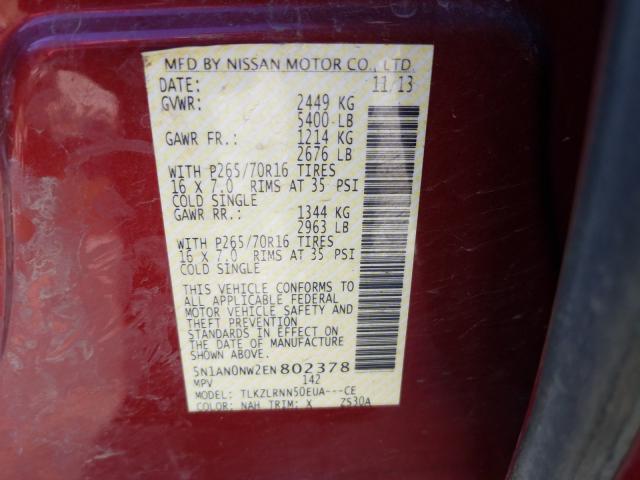 MFD BY NISSAN MOTOR CO., LTD.
DATE: 11/13
GVWR: 2449 KG
5400 LB
GAWR FR.: 1214 KG
2676 LB
WITH P265/70R16 TIRES
16 X 7.0 RIMS AT 35 PSI
COLD SINGLE
GAWR RR.: 1344 KG
2963 LB
WITH P265/70R16 TIRES
16 X 7.0 RIMS AT 35 PSI
COLD SINGLE
THIS VEHICLE CONFORMS TO
ALL APPLICABLE FEDERAL
MOTOR VEHICLE SAFETY AND
THEFT PREVENTION
STANDARDS IN EFFECT ON
THE DATE OF MANUFACTURE
SHOWN ABOVE.
5N1AN0NW2EN802378
MPV 142
MODEL: TLKZLRNN50EUA---CE
COLOR: NAH TRIM: X ZS30A